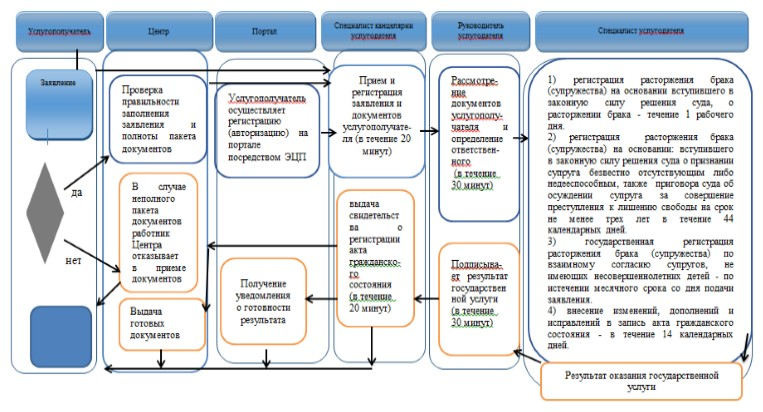 Услугополучатель
Центр
Портал
Специалист канцелярии
услугодателя
Руководитель
услугодателя
Специалист услугодателя
Заявление
да
нет
Проверка
правильности
заполнения
заявления и
полноты пакета
документов
В случае
неполного
пакета
документов
работник
Центра
отказывает
в приеме
документов
Выдача
готовых
документов
Услугополучатель
осуществляет
регистрацию
(авторизацию) на
портале
посредством ЭЦП
Получение
уведомления
о готовности
результата
Прием и
регистрация
заявления и
документов
услугополучате-
ля (в течение 20
минут)
выдача
свидетельст
ва о
регистрации
акта
гражданско-
го
состояния
(в течение
20 минут)
Рассмотре-
ние
документов
услугополу-
чателя и
определение
ответствен-
ного
(в течение
30 минут)
Подписыва-
ет результат
государствен
ной услуги
(в течение
30 минут)
1) регистрация расторжения брака
(супружества) на основании вступившего в
законную силу решения суда, о
расторжении брака - течение 1 рабочего
дня.
2) регистрация расторжения брака
(супружества) на основании: вступившего
в законную силу решения суда о признании
супруга безвестно отсутствующим либо
недееспособным, также приговора суда об
осуждении супруга за совершение
преступления к лишению свободы на срок
не менее трех лет в течение 44
календарных дней.
3) государственная регистрация
расторжения брака (супружества) по
взаимному согласию супругов, не
имеющих несовершеннолетних детей - по
истечении месячного срока со дня подачи
заявления.
4) внесение изменений, дополнений и
исправлений в запись акта гражданского
состояния - в течение 14 календарных
дней.
Результат оказания государственной
услуги